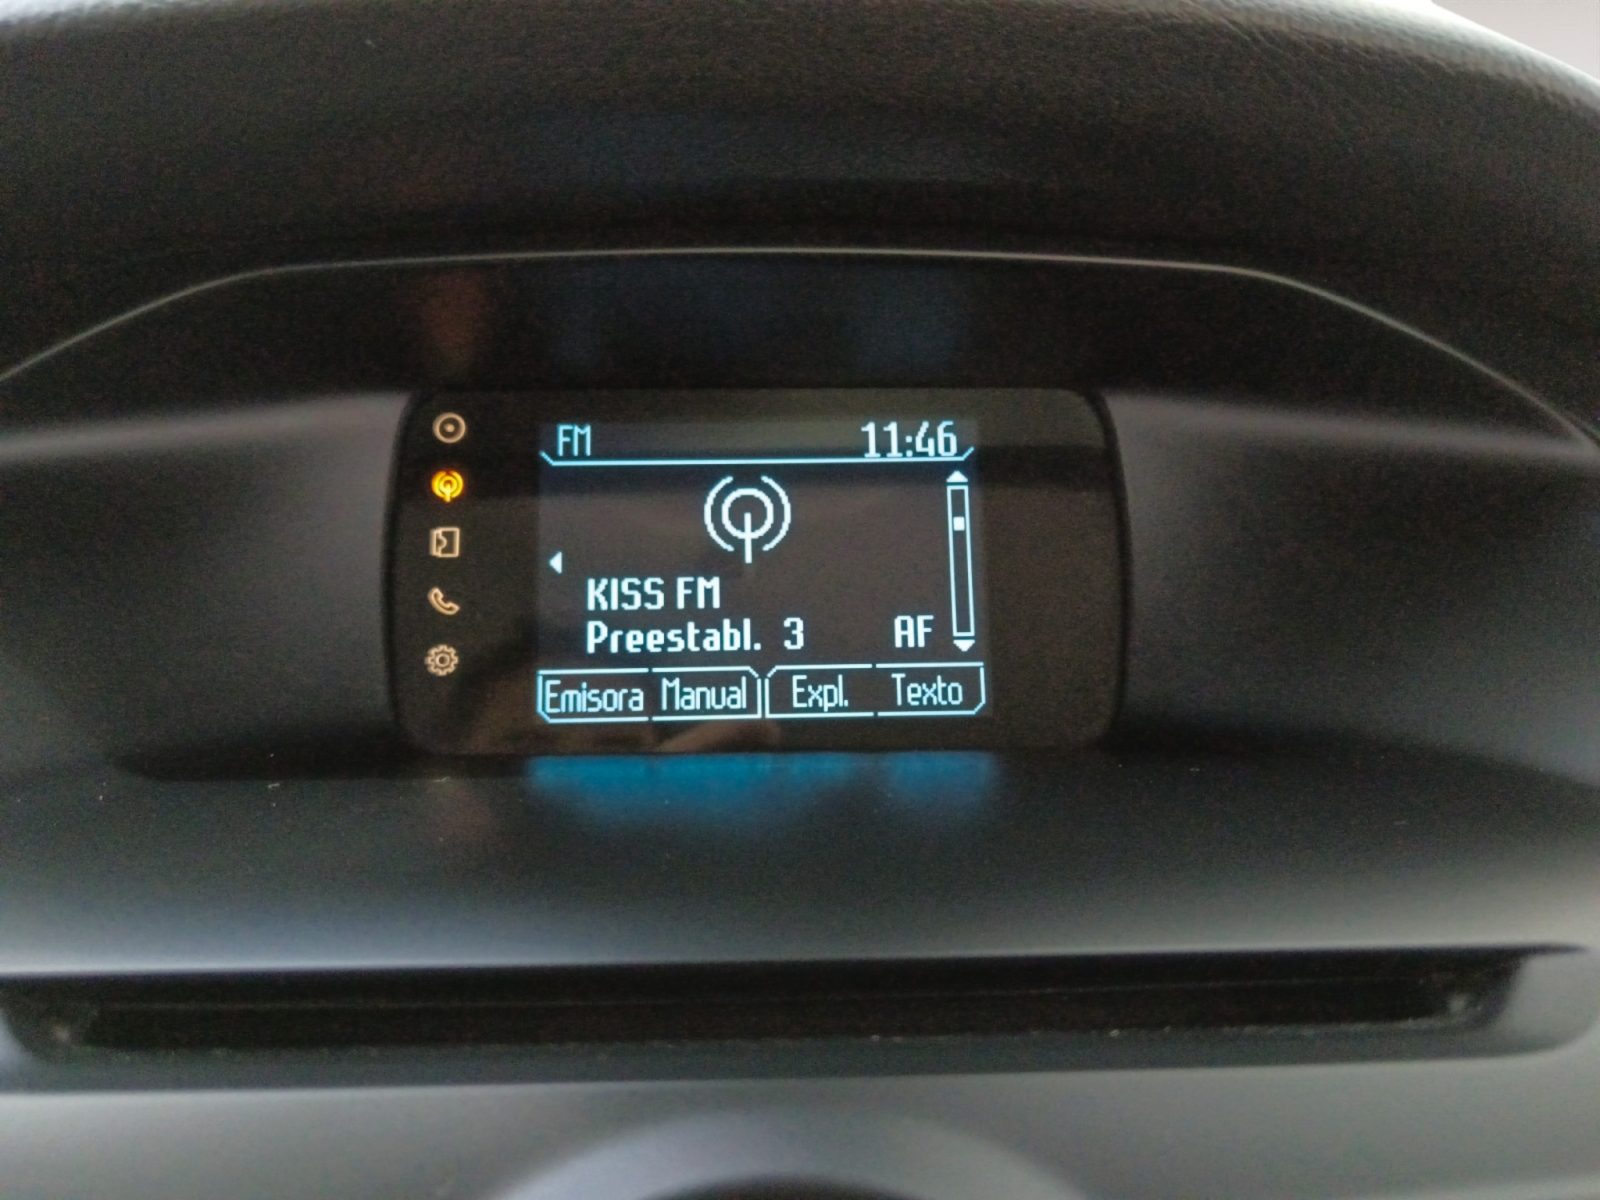 FM 11:46
KISS FM
Preestabl. 3 AF
Emisora Manual Expl. Texto